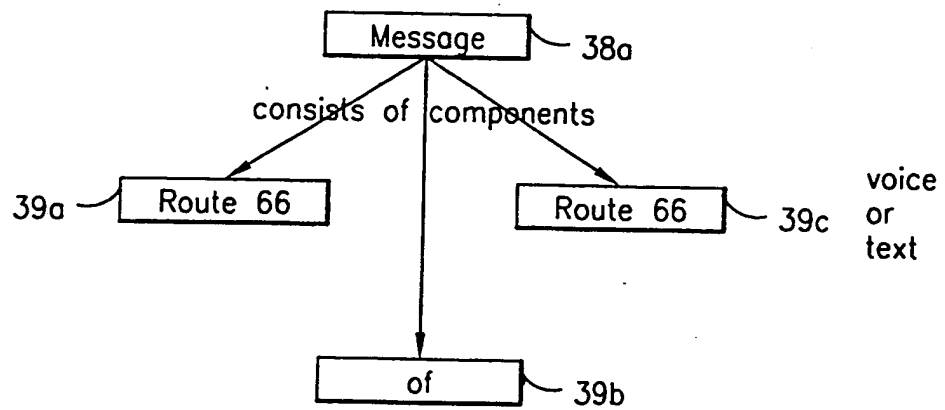 Message 38a
consists of components
39a Route 66
Route 66 39c
voice
or
text
of 39b